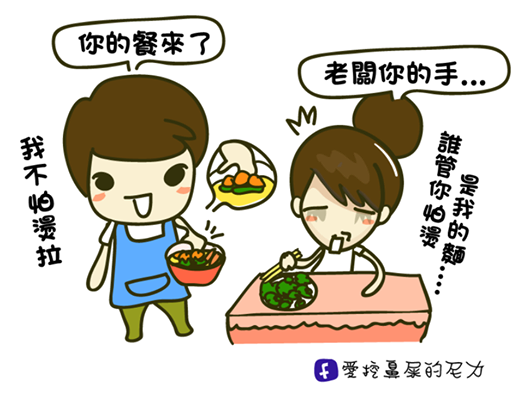 你的餐來了
老闆你的手...
我不怕燙拉
是我的麵....
誰管你怕燙
f 愛挖鼻屎的尼力